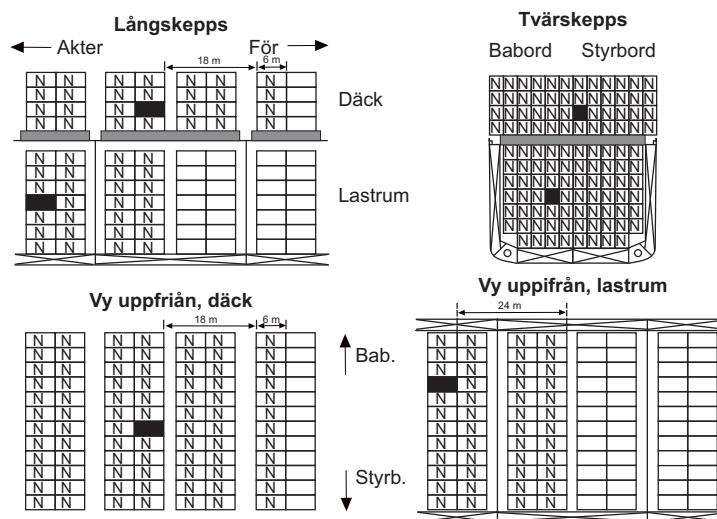 Långskepps
Akter
För
18 m
6 m
N N N N N N N
N N N N N N N
N N N N N N
N N N N N N N
Däck
N N N N
N N N N
N N N N
N N N
N N N N
N N N N
N N N N
Lastrum
Tvärskepps
Babord Styrbord
N N N N N N N N N N N N
N N N N N N N N N N N N
N N N N N N N N N N N
N N N N N N N N N N N N
N N N N N N N N N N
N N N N N N N N N N
N N N N N N N N N N
N N N N N N N N N
N N N N N N N N N N
N N N N N N N N N N
N N N N N N N N
Vy uppfriån, däck
18 m
6 m
N N N N N N N
N N N N N N N
N N N N N N N
N N N N N N N
N N N N N N N
N N N N N N N
N N N N N N
N N N N N N N
N N N N N N N
N N N N N N N
N N N N N N N
N N N N N N N
Bab.
Styrb.
Vy uppifrån, lastrum
24 m
N N N N
N N N N
N N N N
N N N
N N N N
N N N N
N N N N
N N N N
N N N N
N N N N
N N N N
N N N N